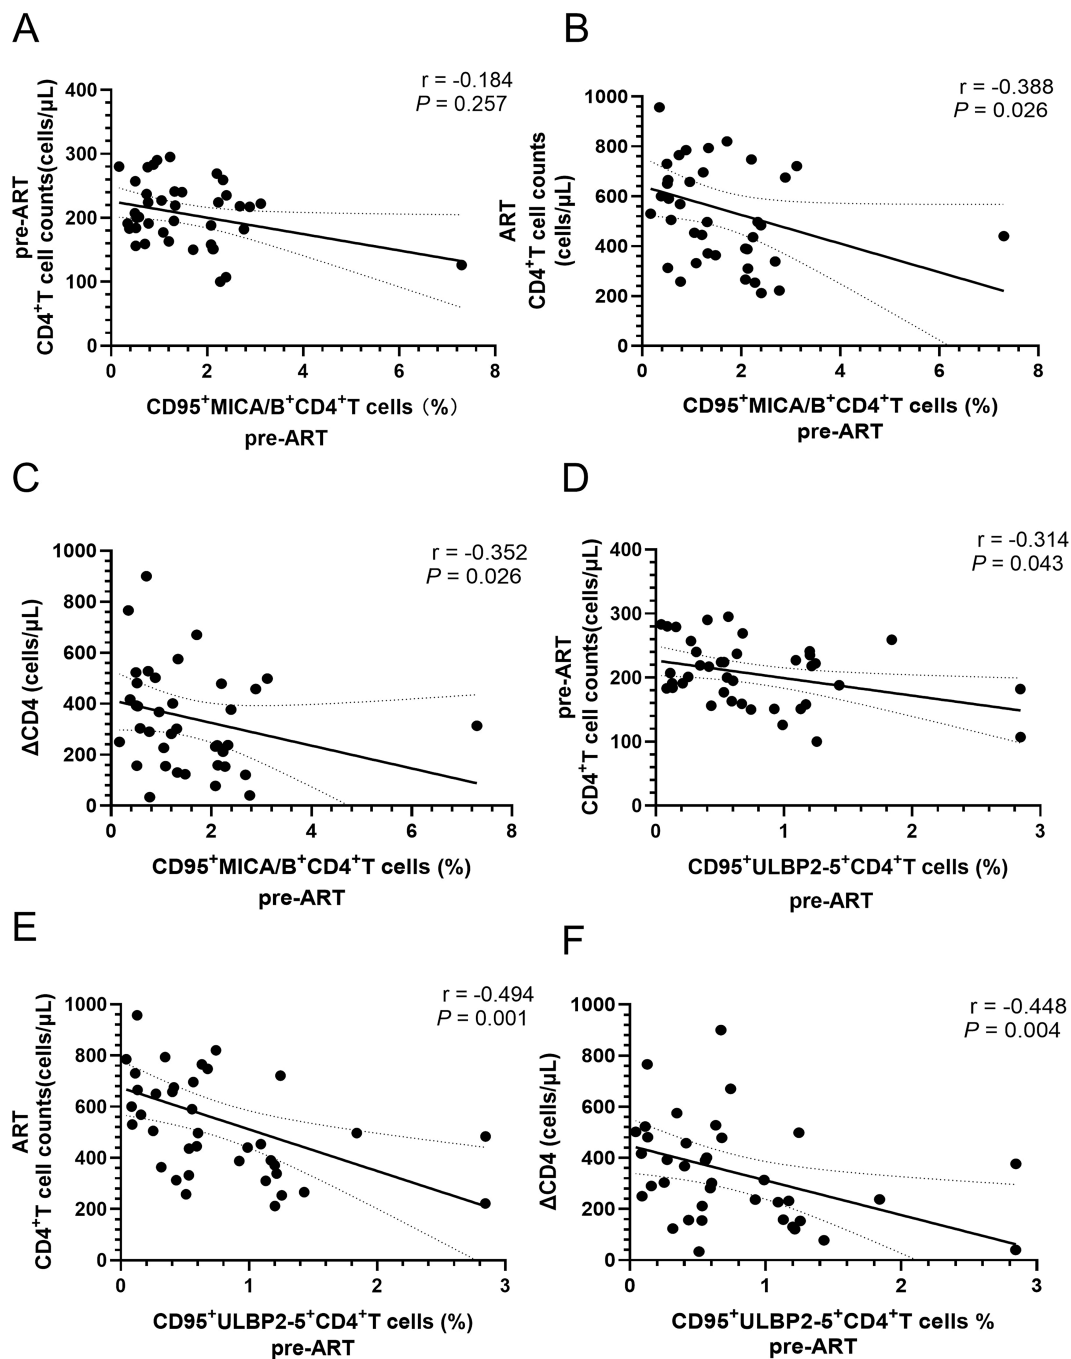 A
r = -0.184
P = 0.257
pre-ART
CD4⁺T cell counts(cells/μL)
400
300
200
100
0
0 2 4 6 8
CD95⁺MICA/B⁺CD4⁺T cells（%）
pre-ART
B
r = -0.388
P = 0.026
ART
CD4⁺T cell counts
(cells/μL)
1000
800
600
400
200
0
0 2 4 6 8
CD95⁺MICA/B⁺CD4⁺T cells (%)
pre-ART
C
r = -0.352
P = 0.026
ΔCD4 (cells/μL)
1000
800
600
400
200
0
0 2 4 6 8
CD95⁺MICA/B⁺CD4⁺T cells (%)
pre-ART
D
r = -0.314
P = 0.043
pre-ART
CD4⁺T cell counts(cells/μL)
400
300
200
100
0
0 1 2 3
CD95⁺ULBP2-5⁺CD4⁺T cells (%)
pre-ART
E
r = -0.494
P = 0.001
ART
CD4⁺T cell counts(cells/μL)
1000
800
600
400
200
0
0 1 2 3
CD95⁺ULBP2-5⁺CD4⁺T cells (%)
pre-ART
F
r = -0.448
P = 0.004
ΔCD4 (cells/μL)
1000
800
600
400
200
0
0 1 2 3
CD95⁺ULBP2-5⁺CD4⁺T cells %
pre-ART